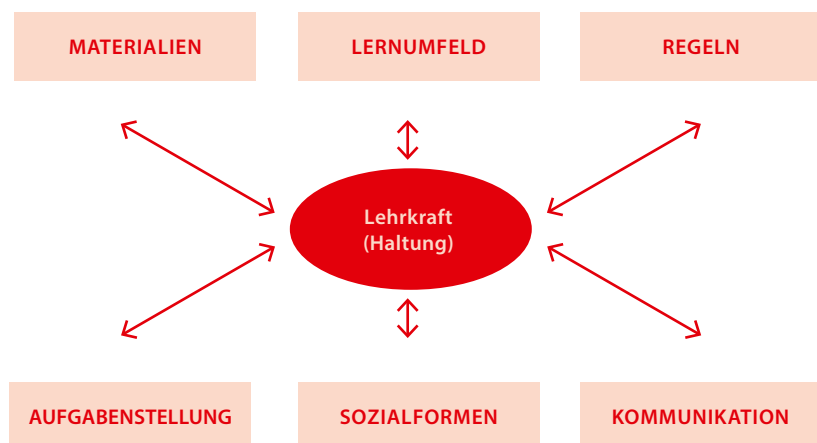 MATERIALIEN
LERNUMFELD
REGELN
Lehrkraft
(Haltung)
AUFGABENSTELLUNG
SOZIALFORMEN
KOMMUNIKATION